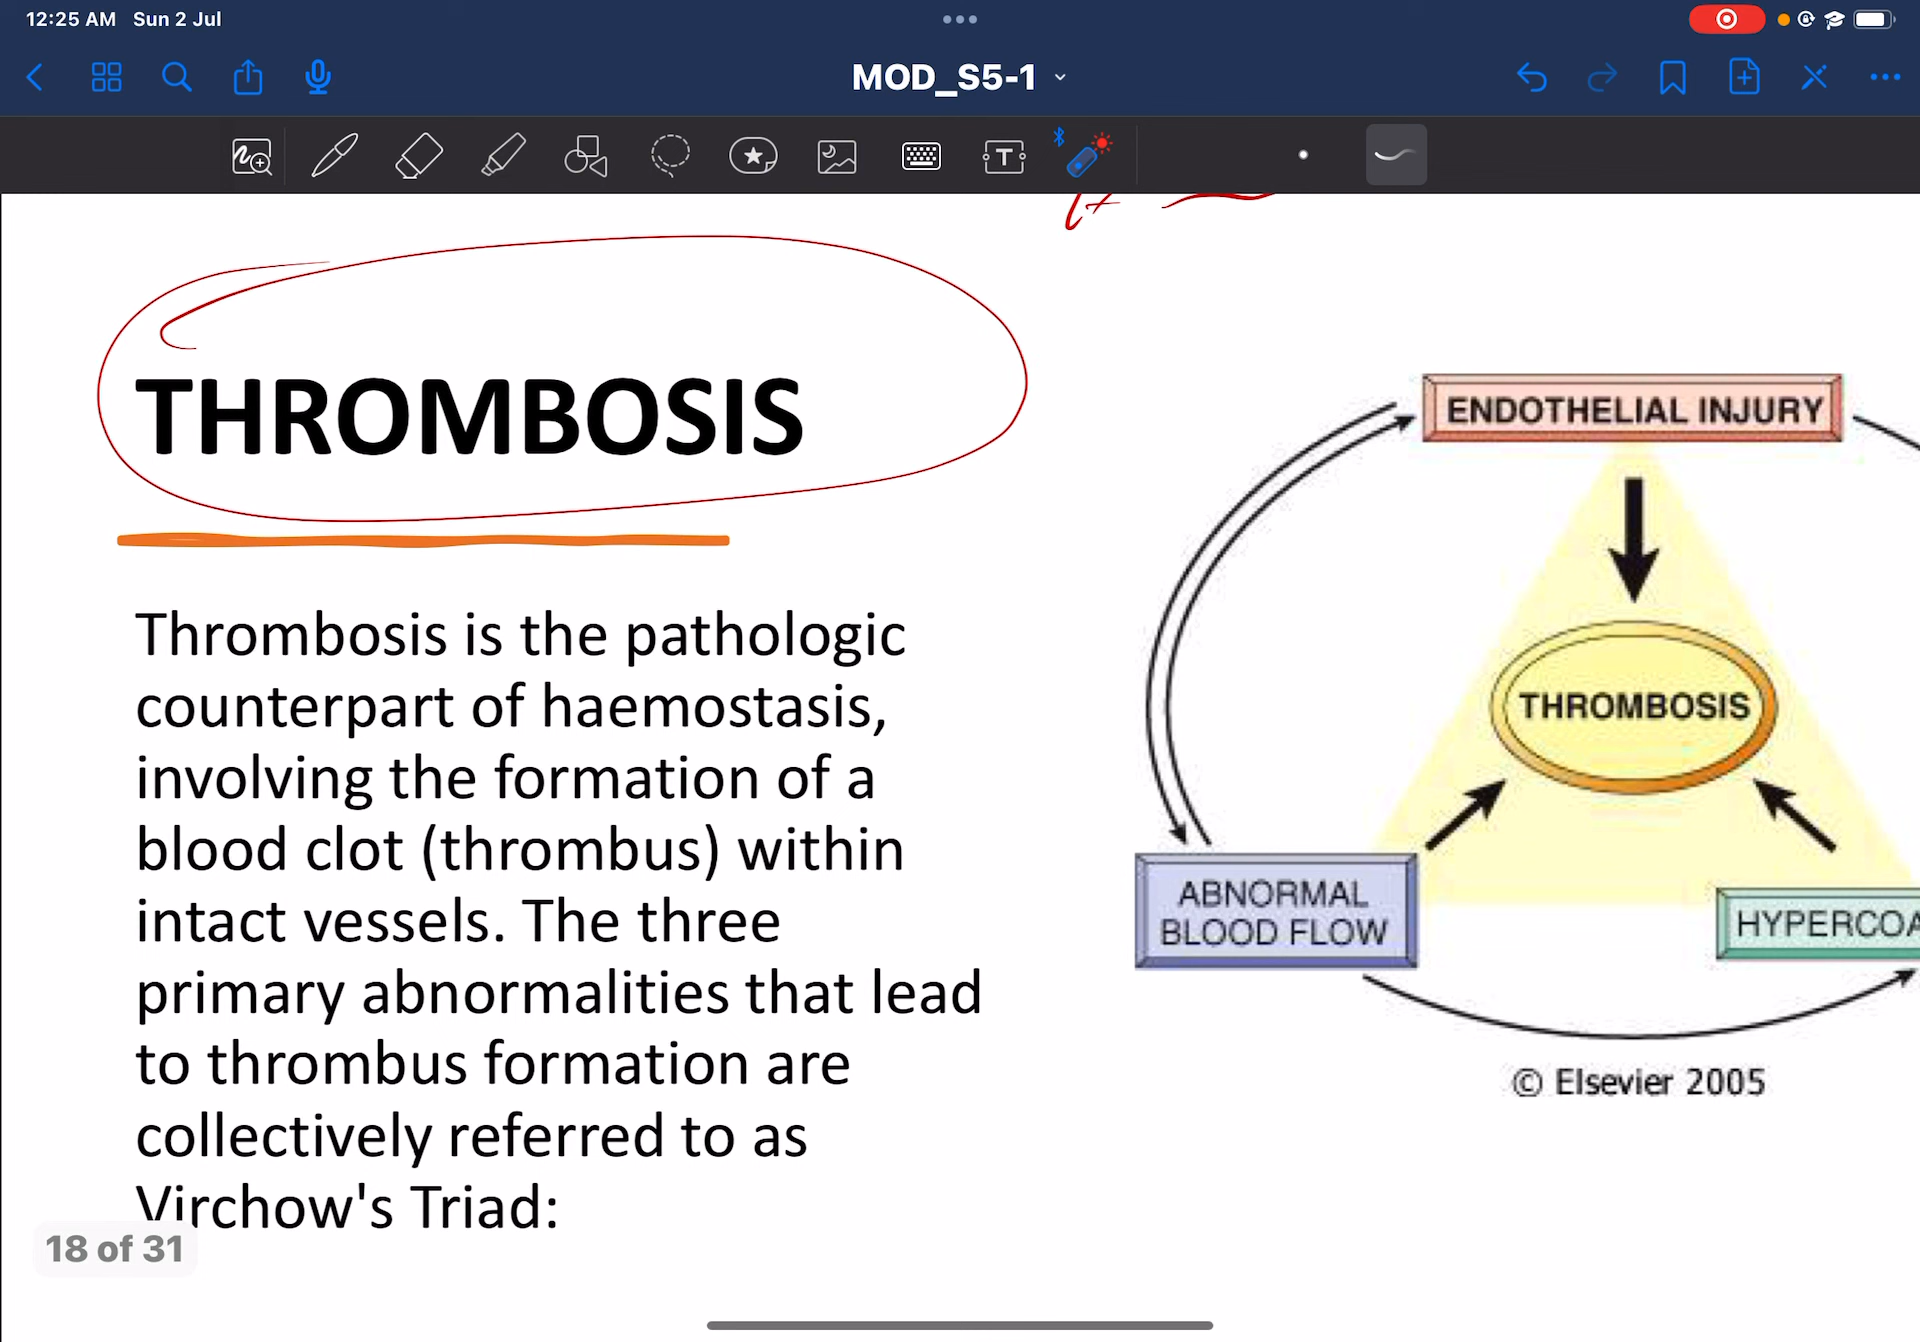 12:25 AM Sun 2 Jul
MOD_S5-1
THROMBOSIS
Thrombosis is the pathologic
counterpart of haemostasis,
involving the formation of a
blood clot (thrombus) within
intact vessels. The three
primary abnormalities that lead
to thrombus formation are
collectively referred to as
Virchow's Triad:
18 of 31
ENDOTHELIAL INJURY
THROMBOSIS
ABNORMAL
BLOOD FLOW
HYPERCOA
© Elsevier 2005